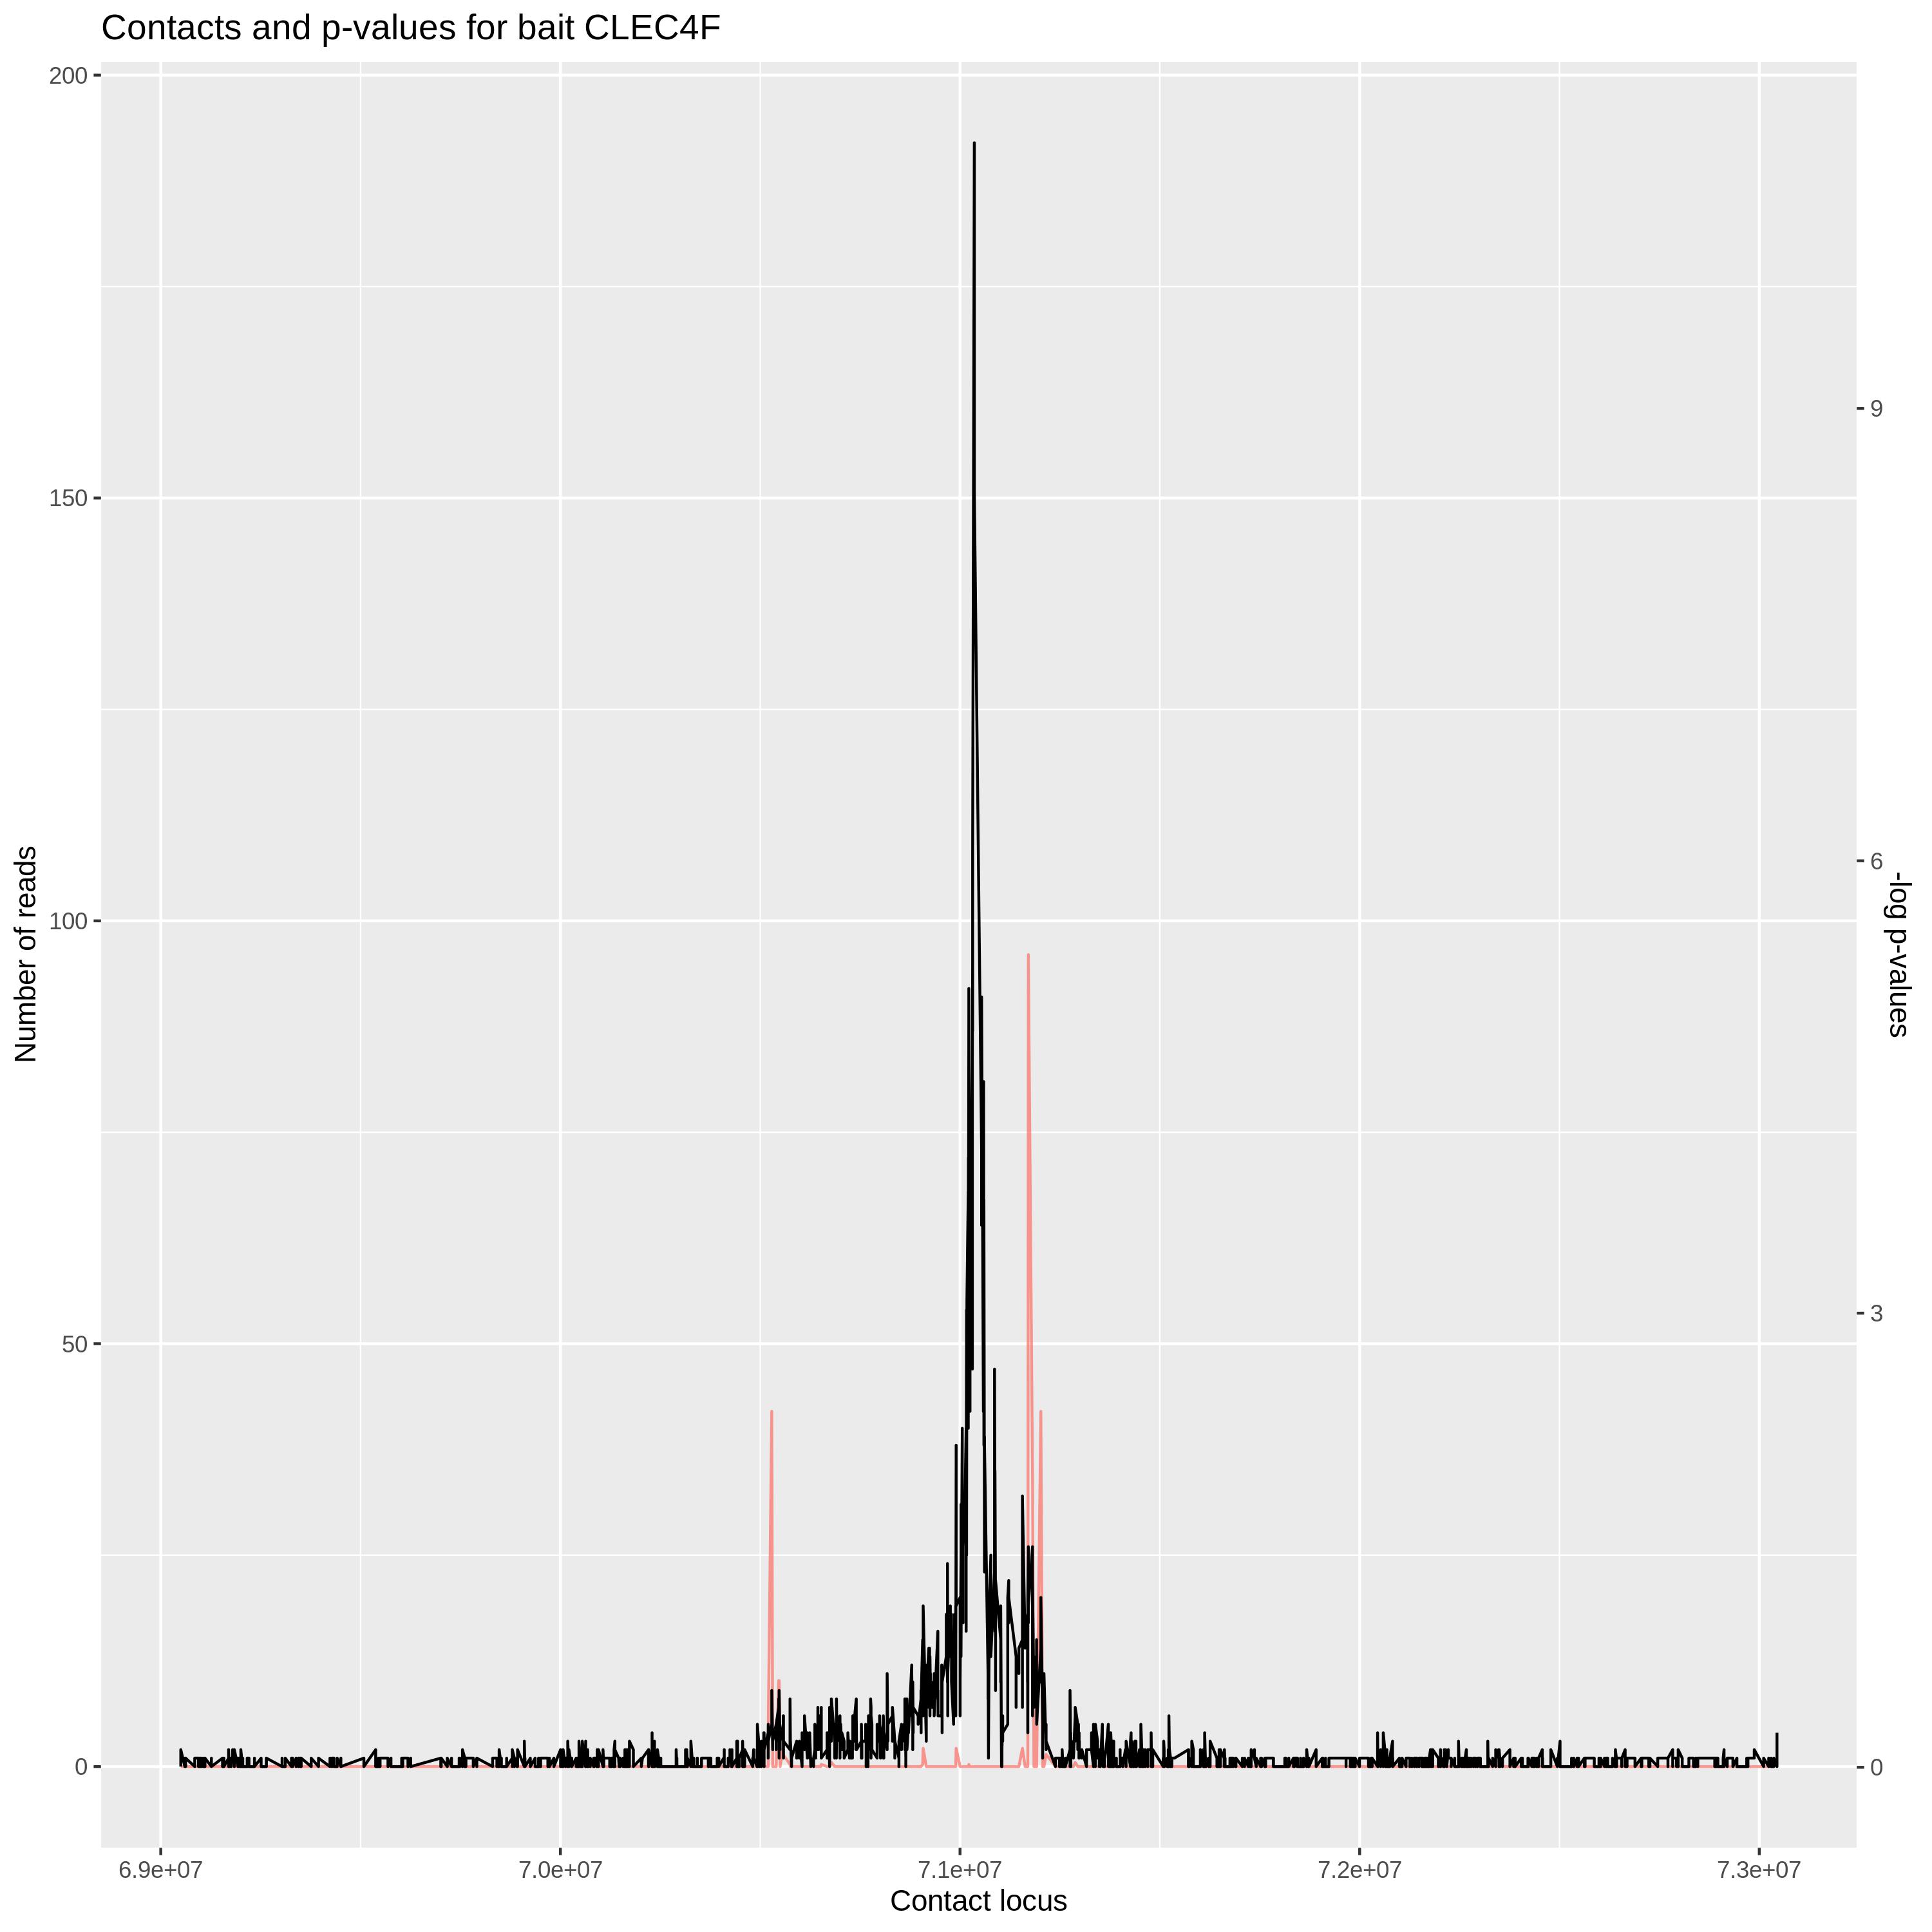 Contacts and p-values for bait CLEC4F
200
150
100
50
0
Number of reads
9
6
3
0
-log p-values
6.9e+07
7.0e+07
7.1e+07
7.2e+07
7.3e+07
Contact locus